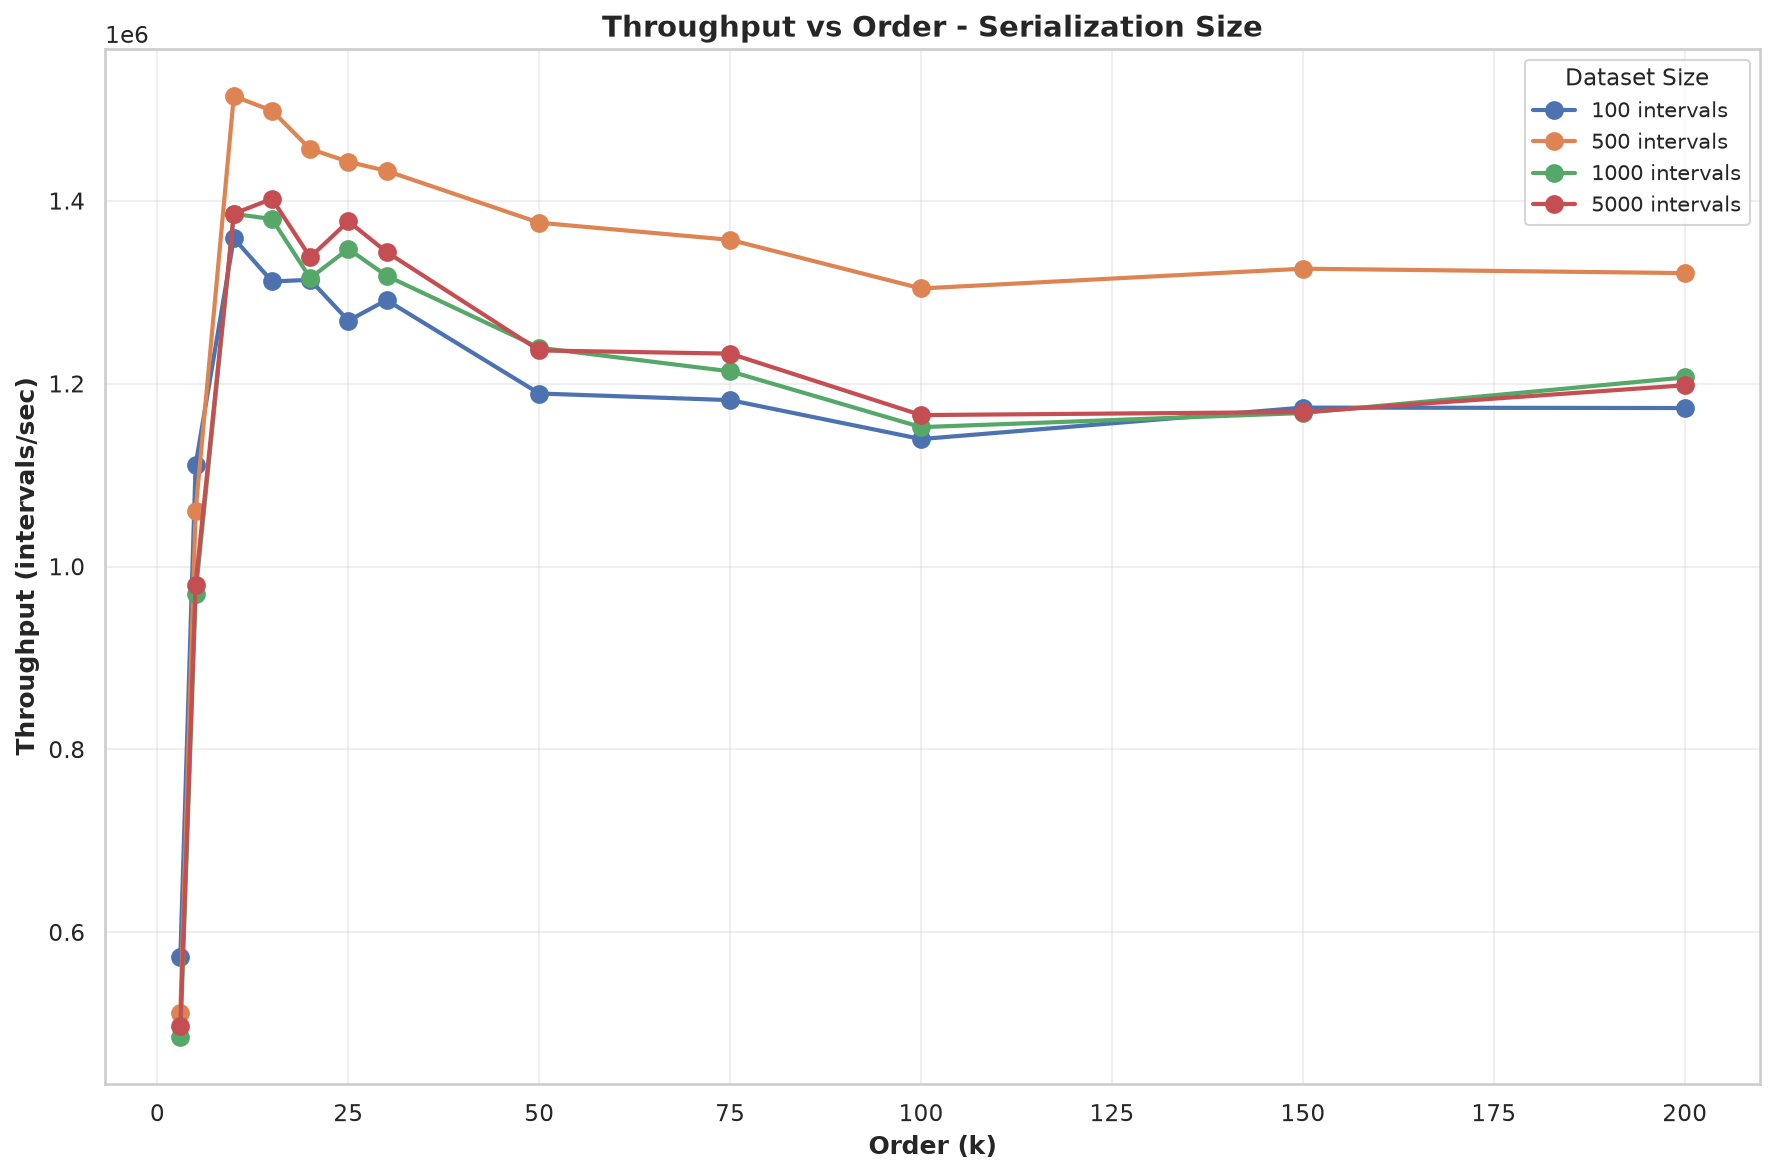 Throughput vs Order - Serialization Size
1e6
Dataset Size
100 intervals
500 intervals
1000 intervals
5000 intervals
1.4
1.2
1.0
0.8
0.6
Throughput (intervals/sec)
0 25 50 75 100 125 150 175 200
Order (k)